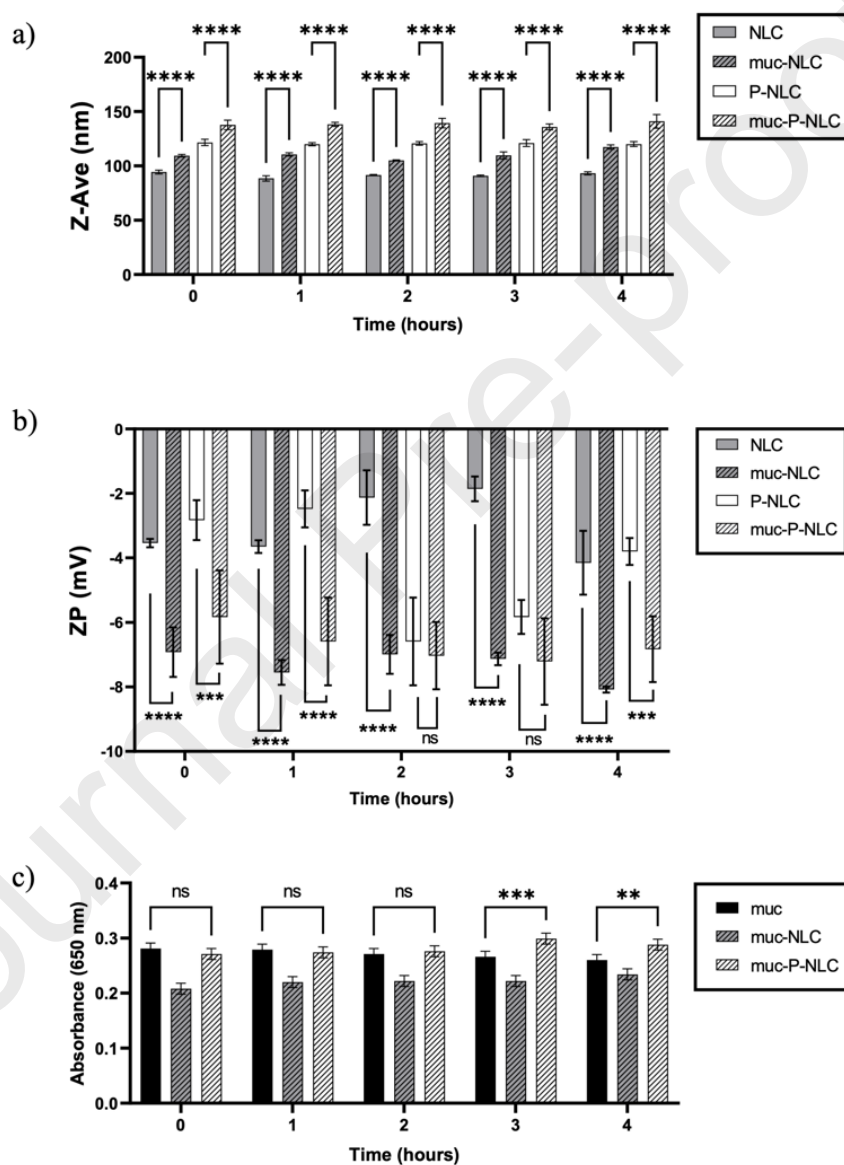 a)
**** **** **** **** ****
**** **** **** **** ****
200
150
100
50
0
Z-Ave (nm)
0 1 2 3 4
Time (hours)
NLC
muc-NLC
P-NLC
muc-P-NLC
b)
0
-2
-4
-6
-8
-10
ZP (mV)
**** *** **** **** **** ns **** ns **** ***
0 1 2 3 4
Time (hours)
NLC
muc-NLC
P-NLC
muc-P-NLC
c)
0.4
0.3
0.2
0.1
0.0
Absorbance (650 nm)
ns ns ns *** **
0 1 2 3 4
Time (hours)
muc
muc-NLC
muc-P-NLC
Journal Pre-proo